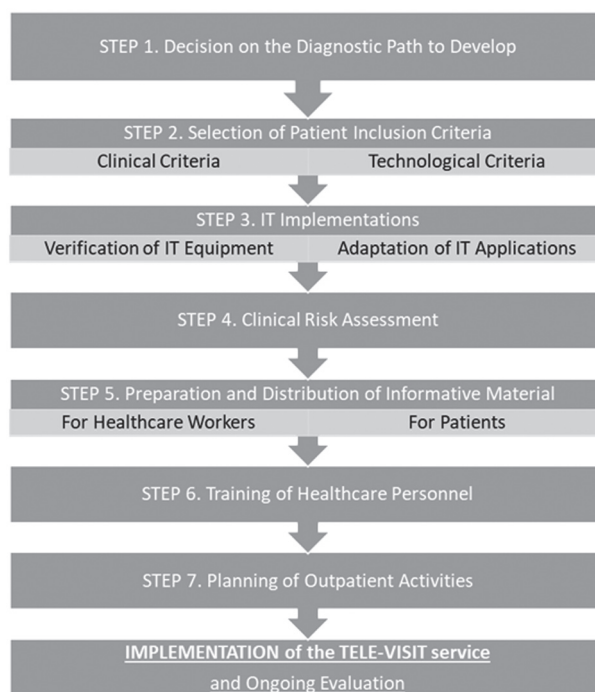 STEP 1. Decision on the Diagnostic Path to Develop
STEP 2. Selection of Patient Inclusion Criteria
Clinical Criteria
Technological Criteria
STEP 3. IT Implementations
Verification of IT Equipment
Adaptation of IT Applications
STEP 4. Clinical Risk Assessment
STEP 5. Preparation and Distribution of Informative Material
For Healthcare Workers
For Patients
STEP 6. Training of Healthcare Personnel
STEP 7. Planning of Outpatient Activities
IMPLEMENTATION of the TELE-VISIT service
and Ongoing Evaluation